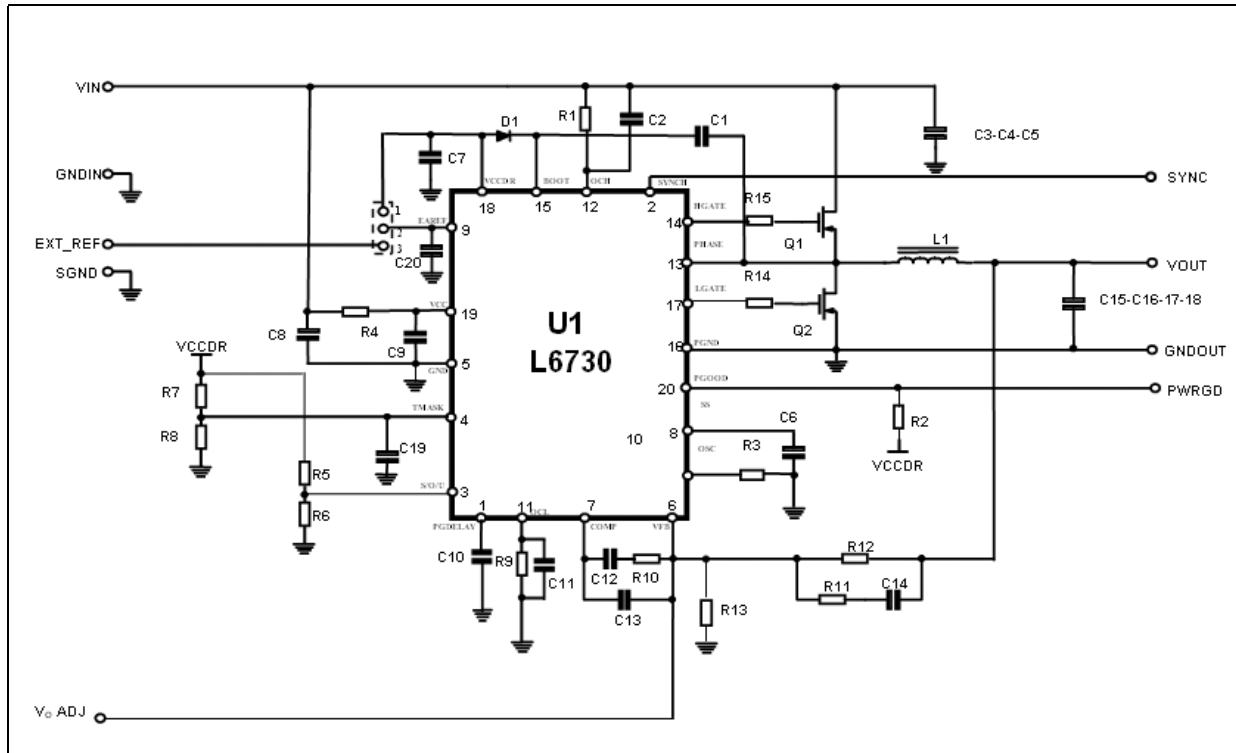 VIN
R1
C2
C1
D1
C3-C4-C5
C7
GNDIN
VCCDR
BOOT
OCH
SYNCH
SYNC
18
15
12
2
1
2
3
EAREF
9
HGATE
14
R15
Q1
EXT_REF
C20
PHASE
13
L1
VOUT
SGND
R14
LGATE
17
Q2
C15-C16-17-18
VCC
19
R4
C8
C9
U1
L6730
VCCDR
5
GND
PGND
16
GNDOUT
R7
PGOOD
20
PWRGD
TMASK
4
SS
R8
C19
10
8
C6
R2
OSC
R3
VCCDR
R5
S/O/U
3
R6
1
11
7
6
PGDELAY
OCL
COMP
VFB
C10
R9
C11
C12
R10
R12
R11
C14
C13
R13
Vo ADJ